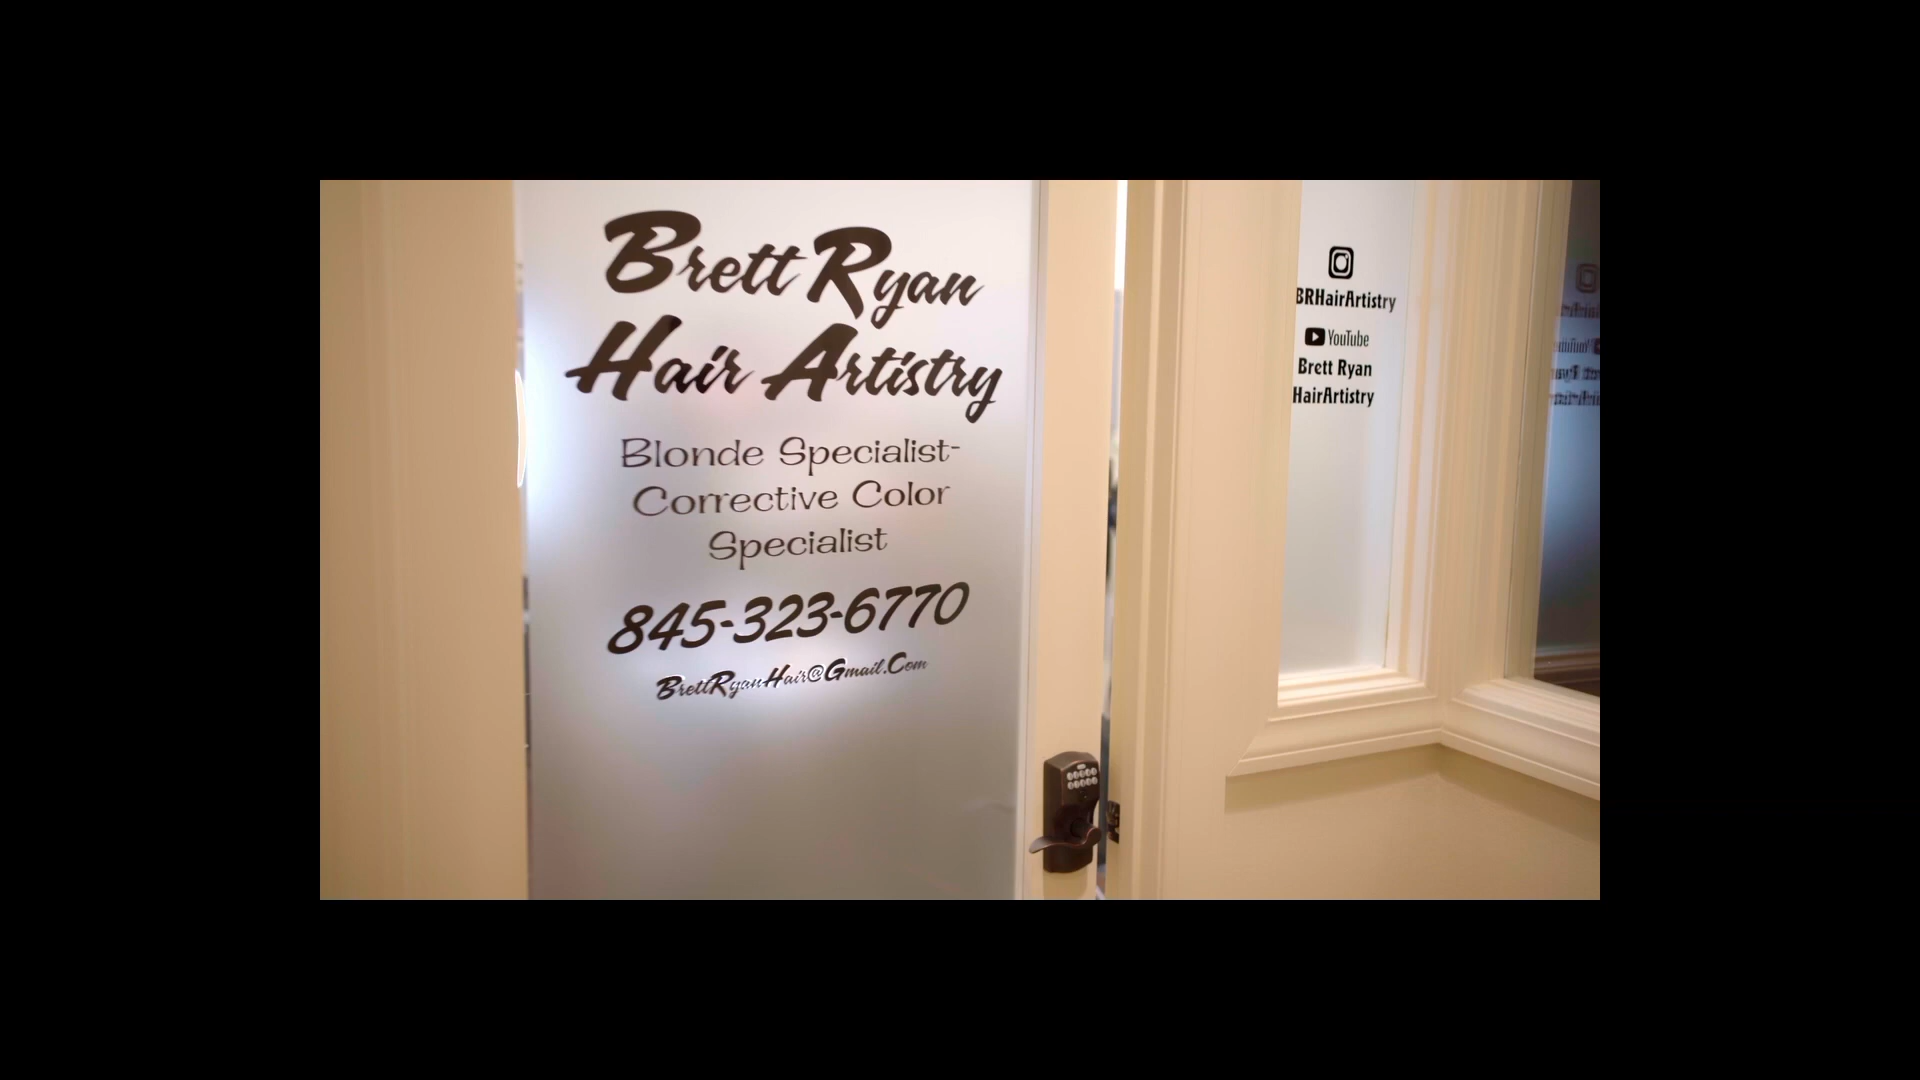 Brett Ryan
Hair Artistry
Blonde Specialist-
Corrective Color
Specialist
845-323-6770
BrettRyanHair@Gmail.Com
BRHairArtistry
YouTube
Brett Ryan
HairArtistry